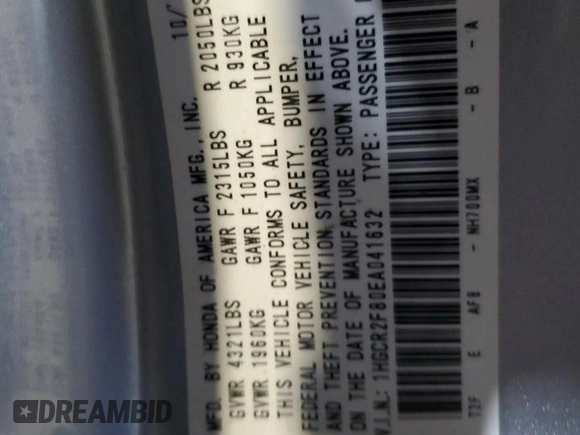 MFD. BY HONDA OF AMERICA MFG., INC. 10/
GVWR 4321LBS GAWR F 2315LBS R 2050LBS
GVWR 1960KG GAWR F 1050KG R 930KG
THIS VEHICLE CONFORMS TO ALL APPLICABLE
FEDERAL MOTOR VEHICLE SAFETY, BUMPER,
AND THEFT PREVENTION STANDARDS IN EFFECT
ON THE DATE OF MANUFACTURE SHOWN ABOVE.
V.I.N.: 1HGCR2F80EA041632 TYPE: PASSENGER
T2F E AF8 - NH700MX - B - A
DREAMBID